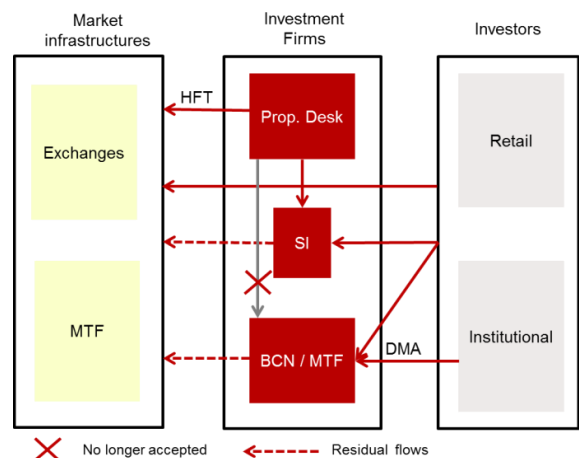 Market
infrastructures
Investment
Firms
Investors
HFT
Prop. Desk
Exchanges
Retail
SI
MTF
BCN / MTF
DMA
Institutional
No longer accepted
Residual flows